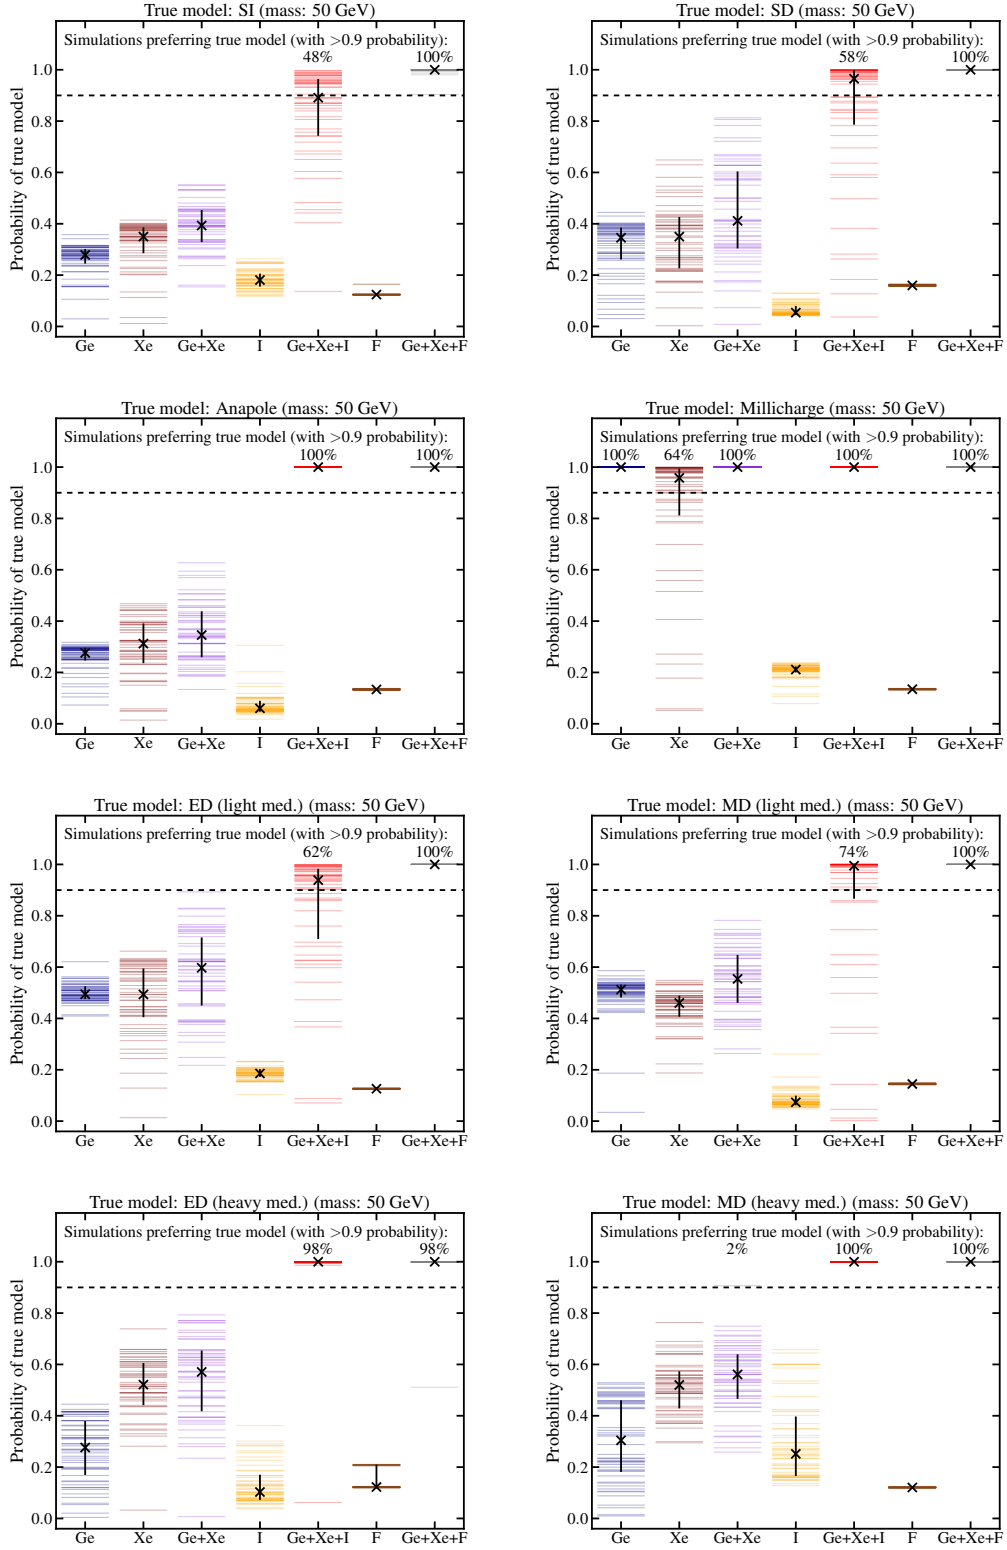 True model: SI (mass: 50 GeV)
Simulations preferring true model (with >0.9 probability):
48% 100%
1.0
0.8
0.6
0.4
0.2
0.0
Probability of true model
Ge Xe Ge+Xe I Ge+Xe+I F Ge+Xe+F
True model: SD (mass: 50 GeV)
Simulations preferring true model (with >0.9 probability):
58% 100%
1.0
0.8
0.6
0.4
0.2
0.0
Probability of true model
Ge Xe Ge+Xe I Ge+Xe+I F Ge+Xe+F
True model: Anapole (mass: 50 GeV)
Simulations preferring true model (with >0.9 probability):
100% 100%
1.0
0.8
0.6
0.4
0.2
0.0
Probability of true model
Ge Xe Ge+Xe I Ge+Xe+I F Ge+Xe+F
True model: Millicharge (mass: 50 GeV)
Simulations preferring true model (with >0.9 probability):
100% 64% 100% 100% 100%
1.0
0.8
0.6
0.4
0.2
0.0
Probability of true model
Ge Xe Ge+Xe I Ge+Xe+I F Ge+Xe+F
True model: ED (light med.) (mass: 50 GeV)
Simulations preferring true model (with >0.9 probability):
62% 100%
1.0
0.8
0.6
0.4
0.2
0.0
Probability of true model
Ge Xe Ge+Xe I Ge+Xe+I F Ge+Xe+F
True model: MD (light med.) (mass: 50 GeV)
Simulations preferring true model (with >0.9 probability):
74% 100%
1.0
0.8
0.6
0.4
0.2
0.0
Probability of true model
Ge Xe Ge+Xe I Ge+Xe+I F Ge+Xe+F
True model: ED (heavy med.) (mass: 50 GeV)
Simulations preferring true model (with >0.9 probability):
98% 98%
1.0
0.8
0.6
0.4
0.2
0.0
Probability of true model
Ge Xe Ge+Xe I Ge+Xe+I F Ge+Xe+F
True model: MD (heavy med.) (mass: 50 GeV)
Simulations preferring true model (with >0.9 probability):
2% 100% 100%
1.0
0.8
0.6
0.4
0.2
0.0
Probability of true model
Ge Xe Ge+Xe I Ge+Xe+I F Ge+Xe+F